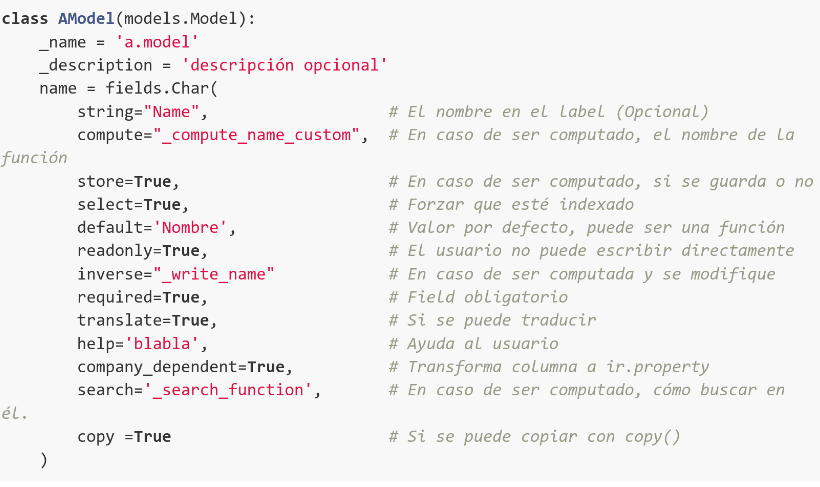 class AModel(models.Model):
    _name = 'a.model'
    _description = 'descripción opcional'
    name = fields.Char(
        string="Name",                   # El nombre en el label (Opcional)
        compute="_compute_name_custom",  # En caso de ser computado, el nombre de la
función
        store=True,                      # En caso de ser computado, si se guarda o no
        select=True,                     # Forzar que esté indexado
        default='Nombre',                # Valor por defecto, puede ser una función
        readonly=True,                   # El usuario no puede escribir directamente
        inverse="_write_name"            # En caso de ser computada y se modifique
        required=True,                   # Field obligatorio
        translate=True,                  # Si se puede traducir
        help='blabla',                   # Ayuda al usuario
        company_dependent=True,          # Transforma columna a ir.property
        search='_search_function',       # En caso de ser computado, cómo buscar en
él.
        copy =True                       # Si se puede copiar con copy()
    )